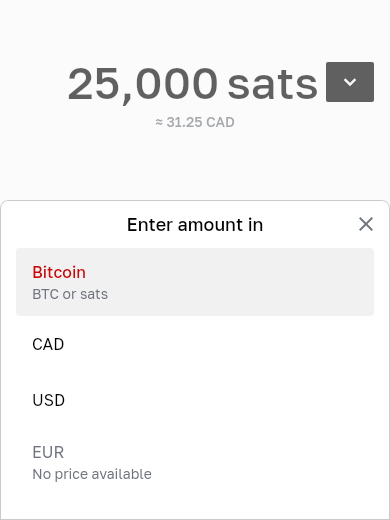 25,000 sats
≈ 31.25 CAD
Enter amount in
Bitcoin
BTC or sats
CAD
USD
EUR
No price available